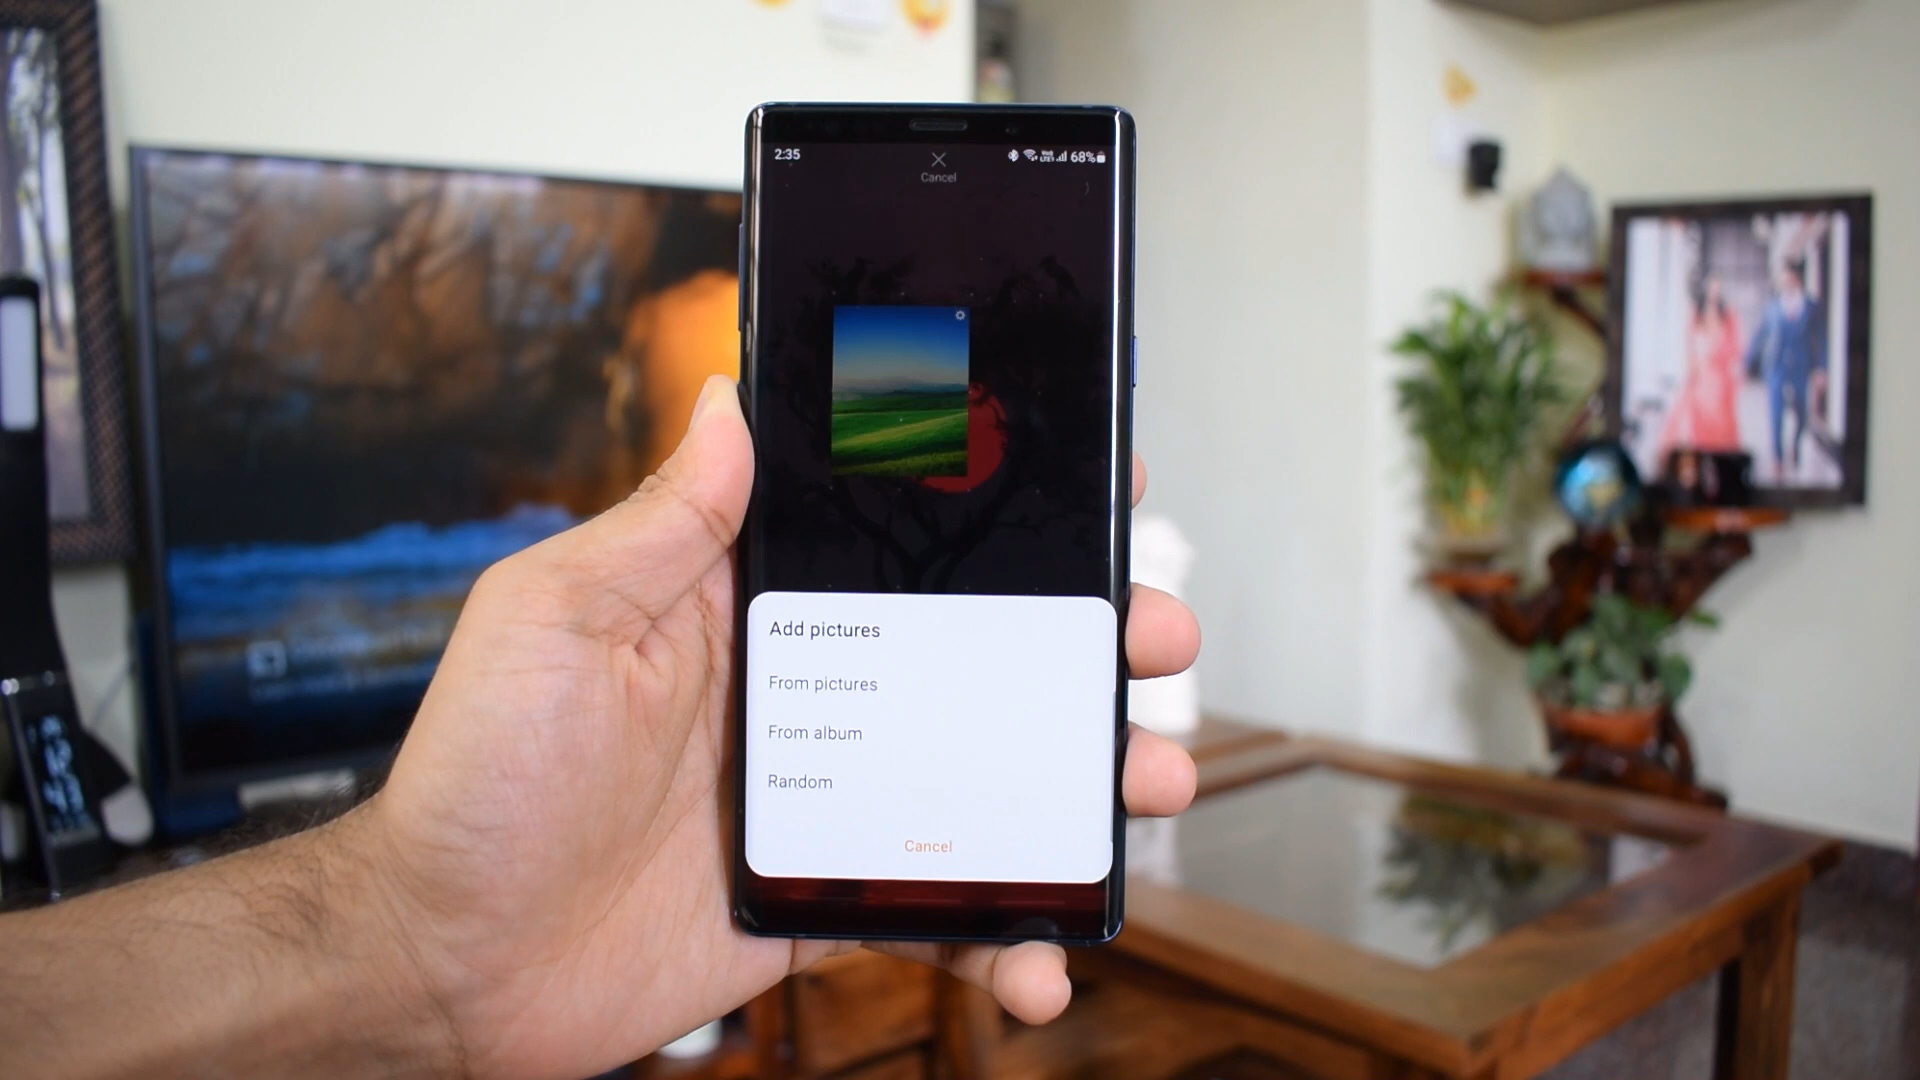 2:35
68%
Cancel
Add pictures
From pictures
From album
Random
Cancel